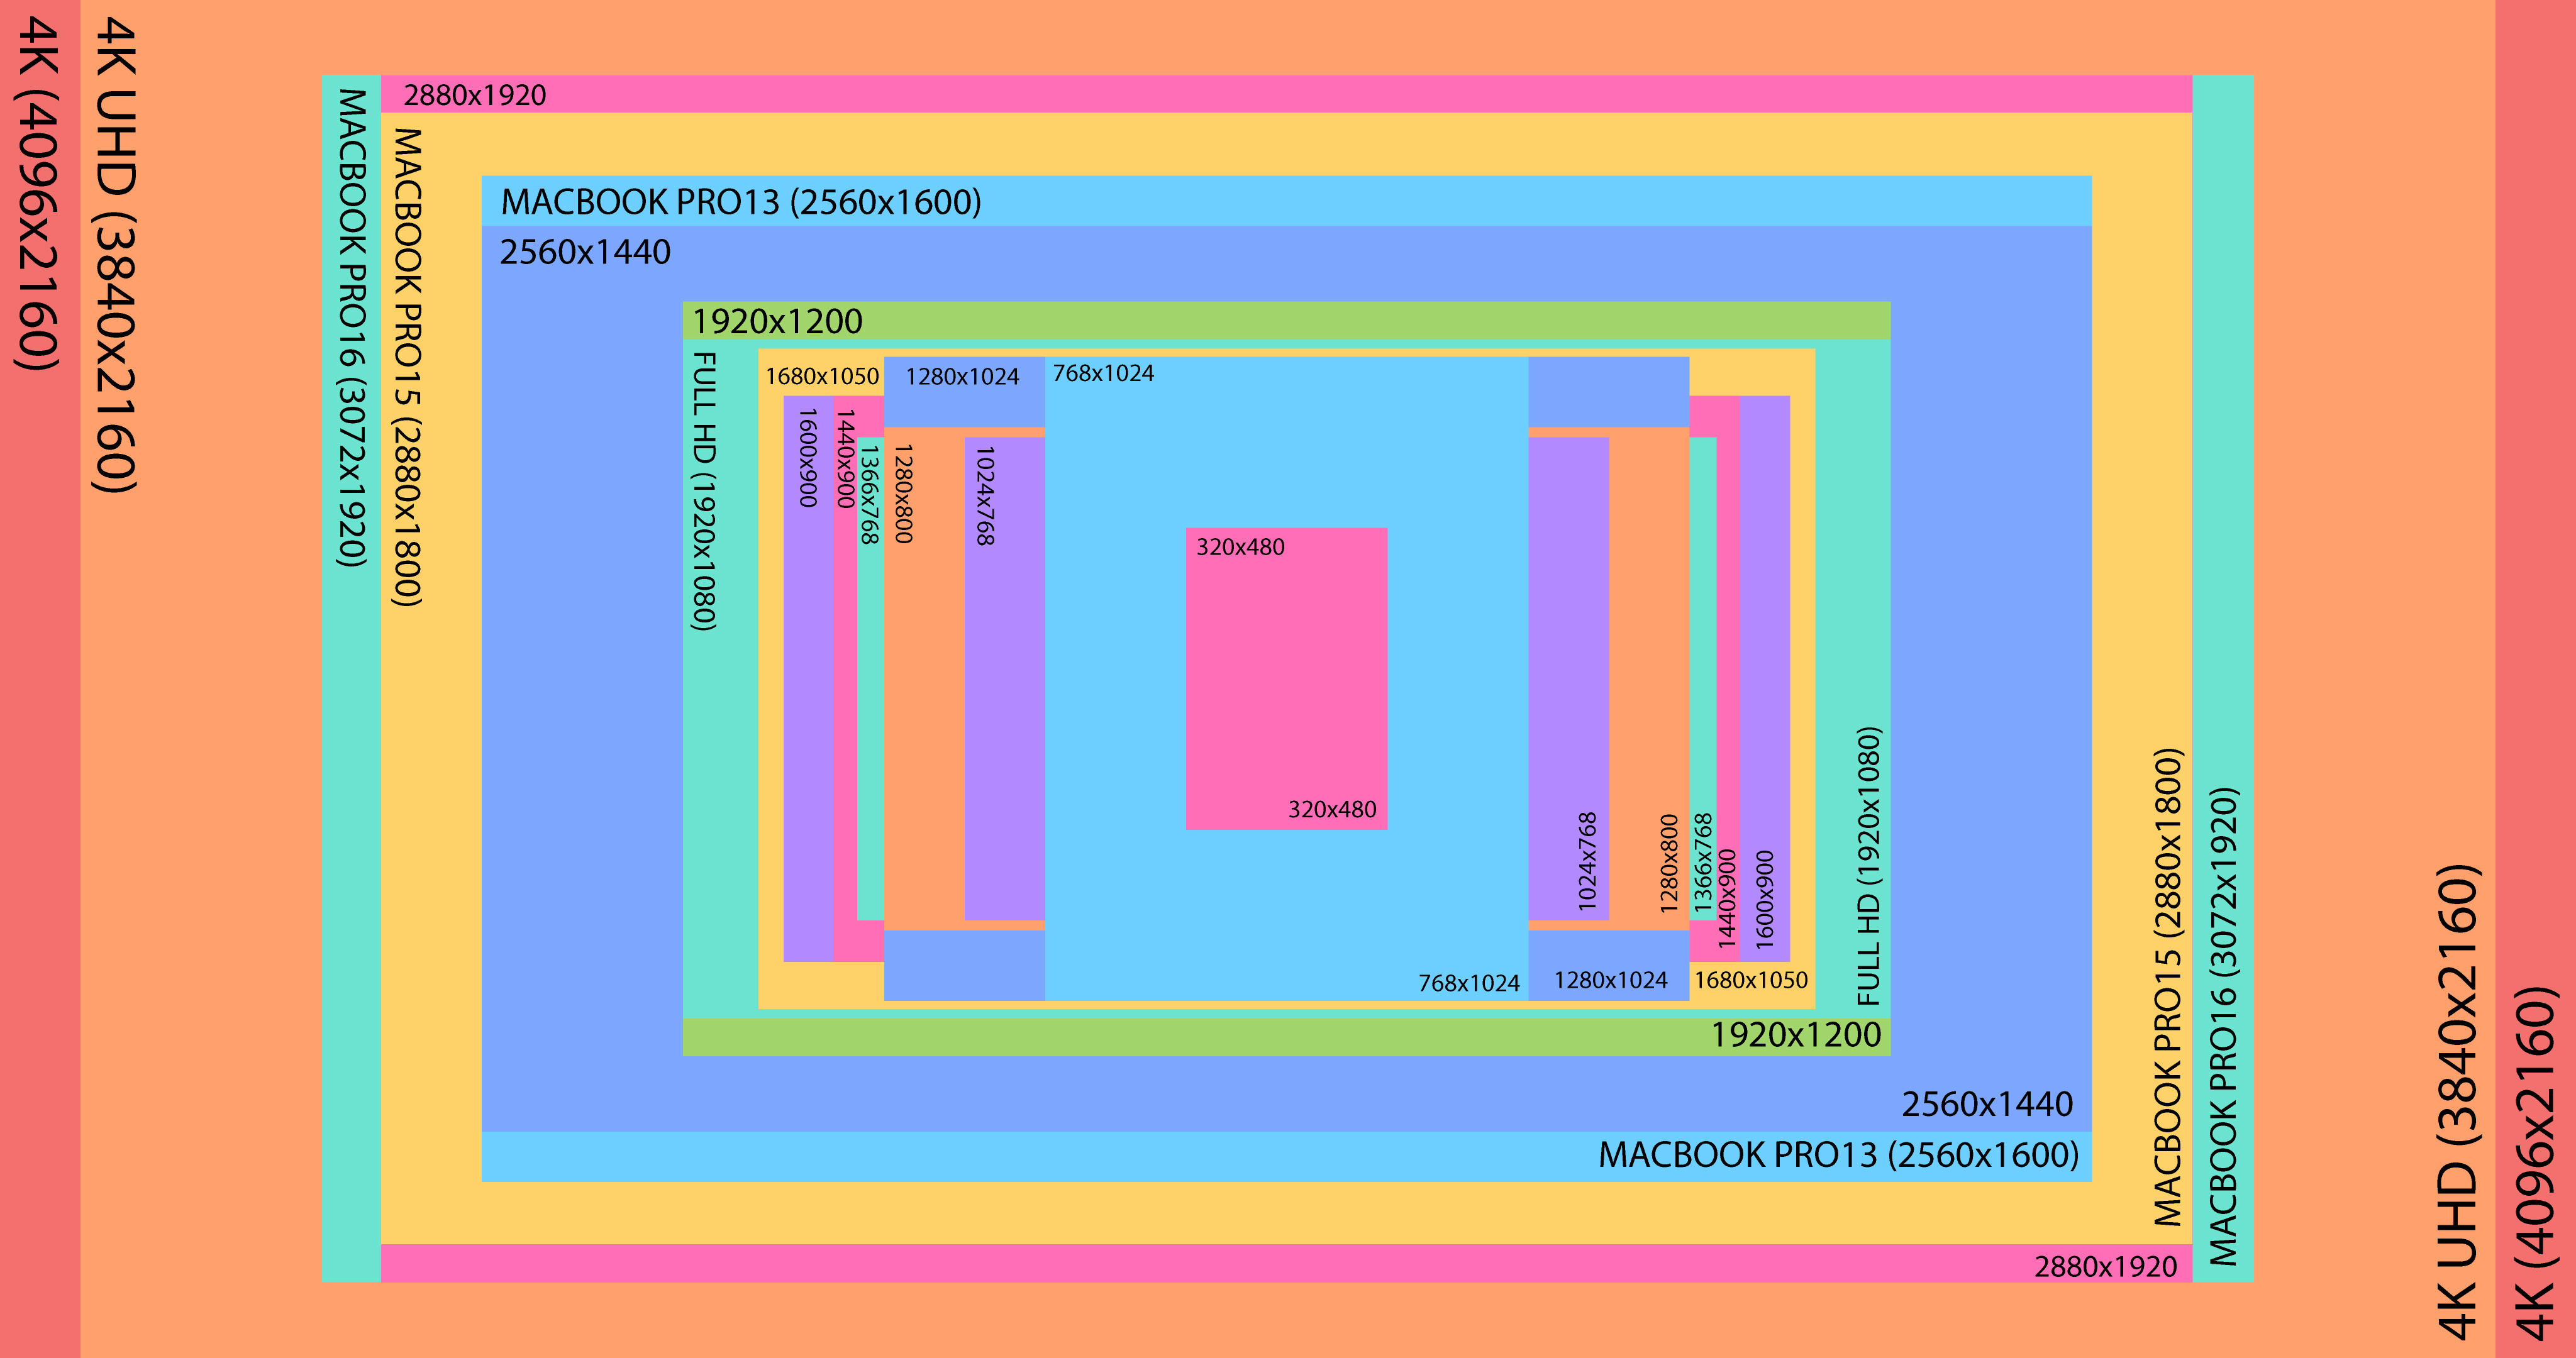 4K (4096x2160)
4K UHD (3840x2160)
MACBOOK PRO16 (3072x1920)
2880x1920
MACBOOK PRO15 (2880x1800)
MACBOOK PRO13 (2560x1600)
2560x1440
1920x1200
FULL HD (1920x1080)
1680x1050
1280x1024
768x1024
1600x900
1440x900
1366x768
1280x800
1024x768
320x480
320x480
1024x768
1280x800
1366x768
1440x900
1600x900
768x1024
1280x1024
1680x1050
FULL HD (1920x1080)
1920x1200
2560x1440
MACBOOK PRO13 (2560x1600)
MACBOOK PRO15 (2880x1800)
2880x1920
MACBOOK PRO16 (3072x1920)
4K UHD (3840x2160)
4K (4096x2160)